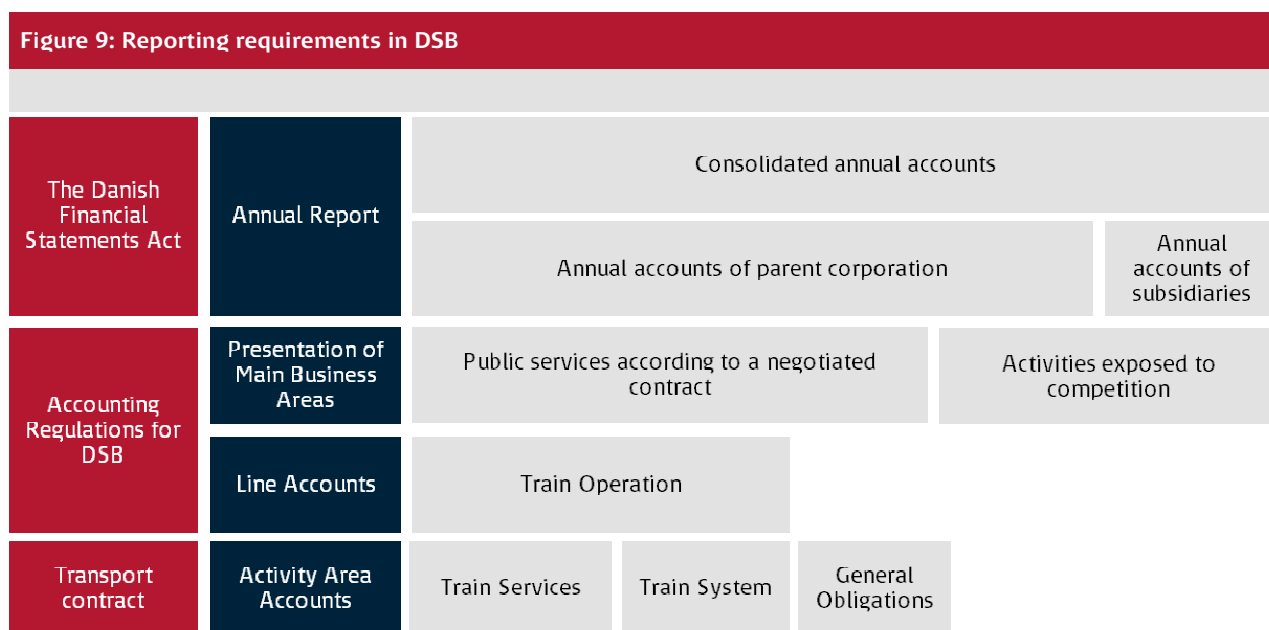 Figure 9: Reporting requirements in DSB
The Danish
Financial
Statements Act
Annual Report
Consolidated annual accounts
Annual accounts of parent corporation
Annual
accounts of
subsidiaries
Accounting
Regulations for
DSB
Presentation of
Main Business
Areas
Public services according to a negotiated
contract
Activities exposed to
competition
Line Accounts
Train Operation
Transport
contract
Activity Area
Accounts
Train Services
Train System
General
Obligations